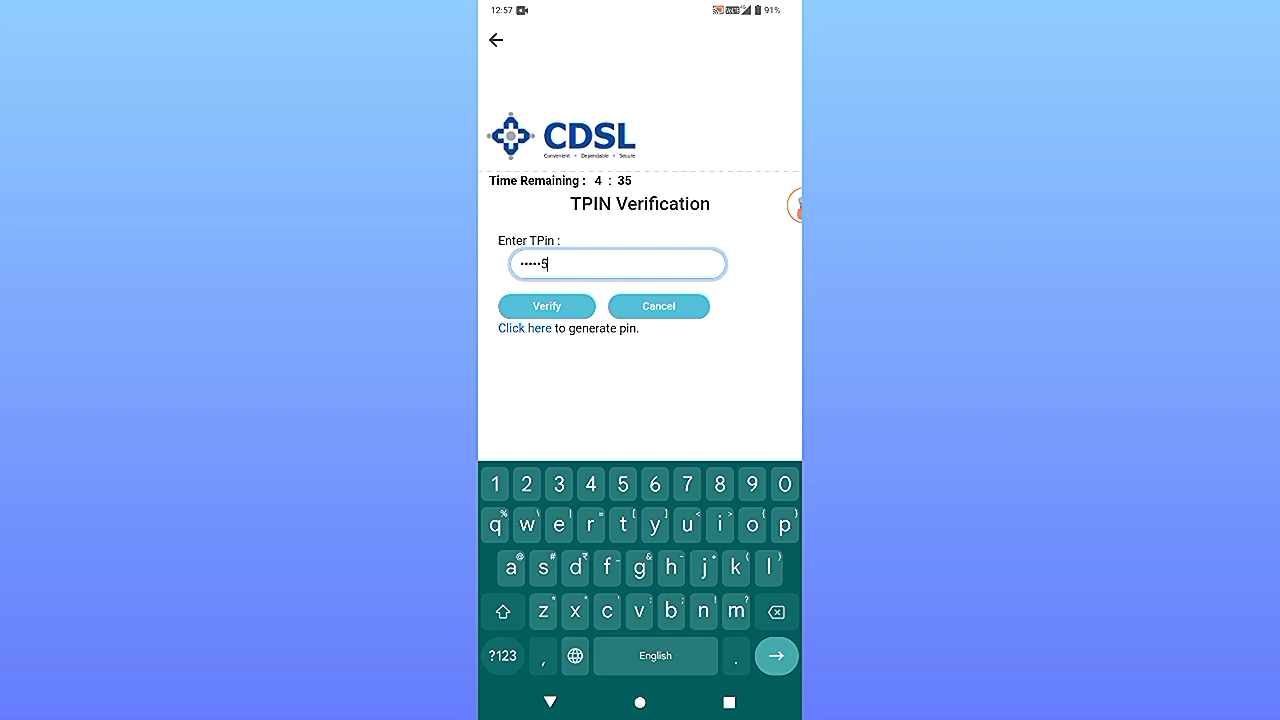 12:57 91%
CDSL
Convenient • Dependable • Secure
Time Remaining : 4 : 35
TPIN Verification
Enter TPin :
•••••5
Verify Cancel
Click here to generate pin.
1 2 3 4 5 6 7 8 9 0
q w e r t y u i o p
a s d f g h j k l
z x c v b n m
?123 , English .